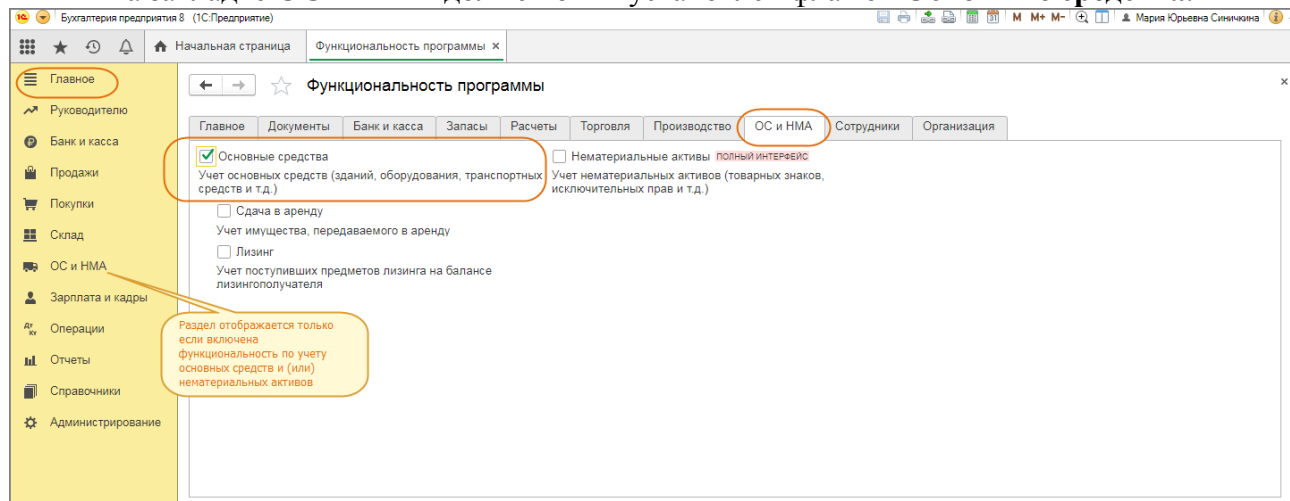 Бухгалтерия предприятия 8 (1С:Предприятие) M M+ M- Мария Юрьевна Синичкина
Начальная страница Функциональность программы ×
Главное
Руководителю
Банк и касса
Продажи
Покупки
Склад
ОС и НМА
Зарплата и кадры
Операции
Отчеты
Справочники
Администрирование
Функциональность программы
Главное Документы Банк и касса Запасы Расчеты Торговля Производство ОС и НМА Сотрудники Организация
Основные средства
Учет основных средств (зданий, оборудования, транспортных
средств и т.д.)
Сдача в аренду
Учет имущества, передаваемого в аренду
Лизинг
Учет поступивших предметов лизинга на балансе
лизингополучателя
Нематериальные активы ПОЛНЫЙ ИНТЕРФЕЙС
Учет нематериальных активов (товарных знаков,
исключительных прав и т.д.)
Раздел отображается только
если включена
функциональность по учету
основных средств и (или)
нематериальных активов